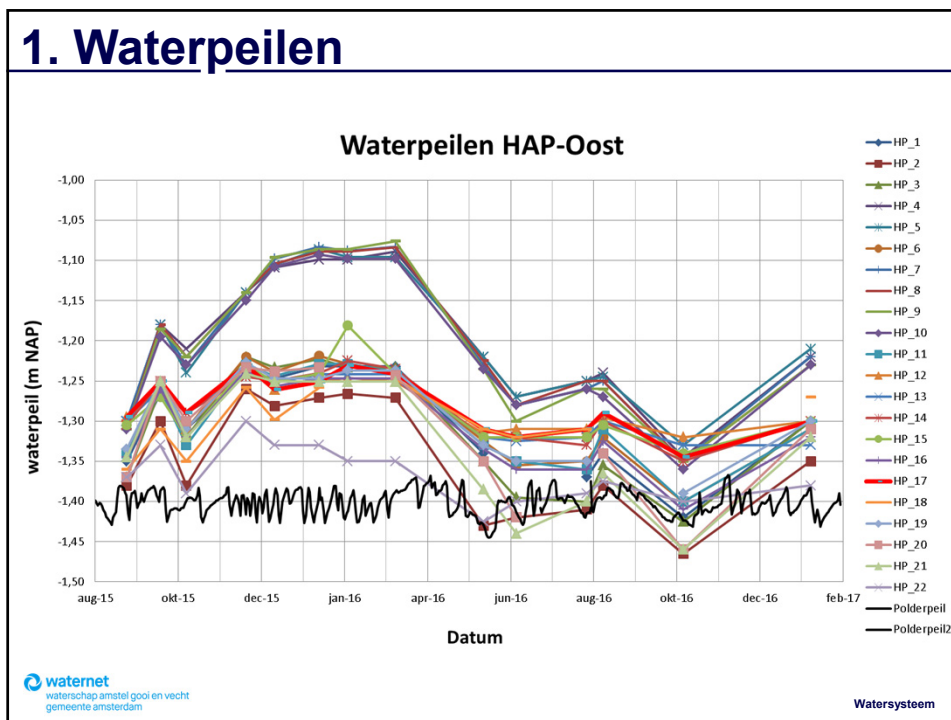 1. Waterpeilen
Waterpeilen HAP-Oost
waterpeil (m NAP)
-1,00
-1,05
-1,10
-1,15
-1,20
-1,25
-1,30
-1,35
-1,40
-1,45
-1,50
aug-15
okt-15
dec-15
jan-16
apr-16
jun-16
aug-16
okt-16
dec-16
feb-17
Datum
HP_1
HP_2
HP_3
HP_4
HP_5
HP_6
HP_7
HP_8
HP_9
HP_10
HP_11
HP_12
HP_13
HP_14
HP_15
HP_16
HP_17
HP_18
HP_19
HP_20
HP_21
HP_22
Polderpeil
Polderpeil2
waternet
waterschap amstel gooi en vecht
gemeente amsterdam
Watersysteem